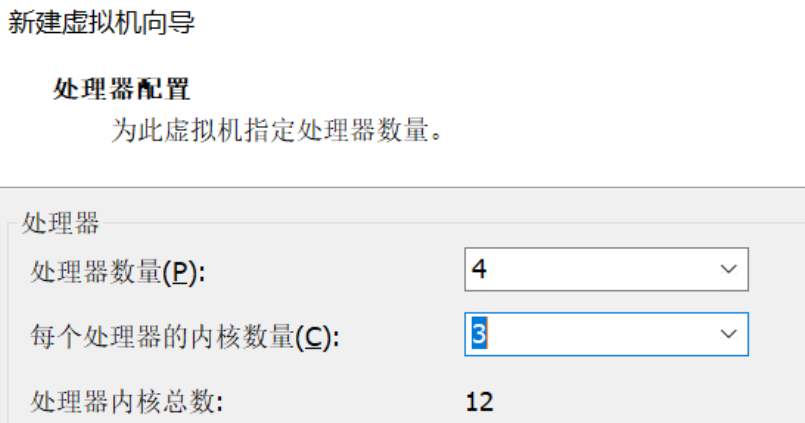 新建虚拟机向导
处理器配置
为此虚拟机指定处理器数量。
处理器
处理器数量(P): 4
每个处理器的内核数量(C): 3
处理器内核总数: 12